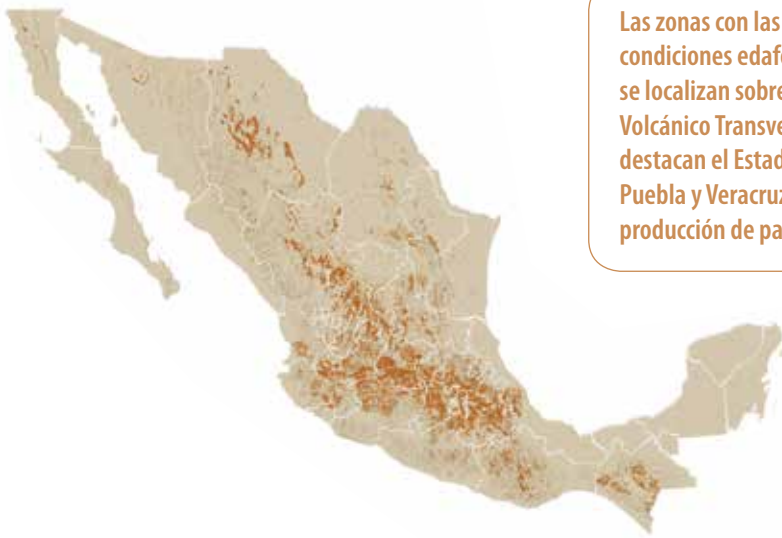 Las zonas con las
condiciones edafo
se localizan sobre
Volcánico Transve
destacan el Estad
Puebla y Veracruz
producción de pa